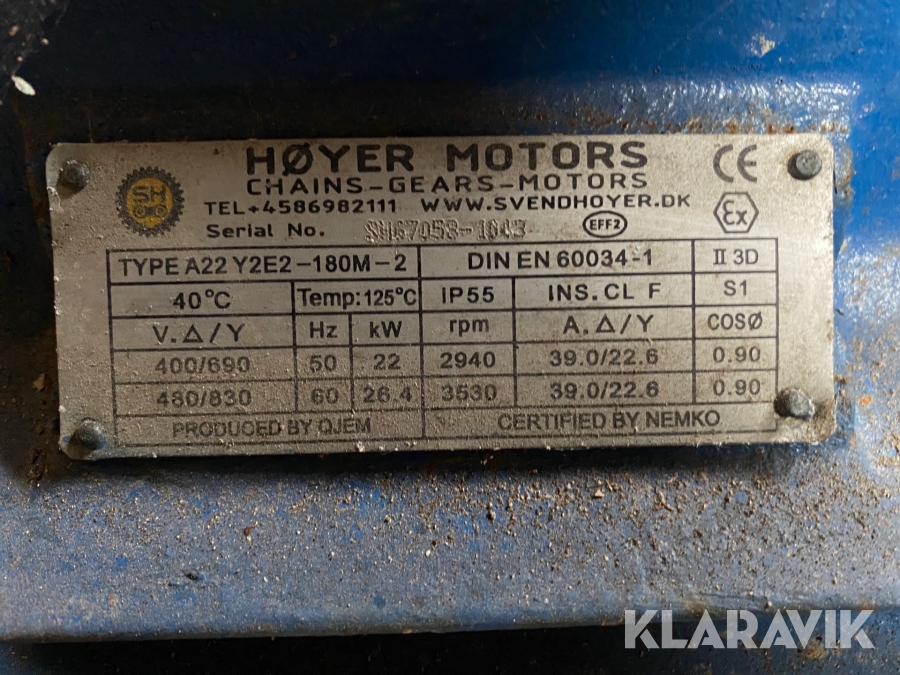 HØYER MOTORS
CHAINS-GEARS-MOTORS
TEL+4586982111 WWW.SVENDHOYER.DK
SH
CE
Ex
Serial No. EFF2
TYPE A22 Y2E2-180M-2 DIN EN 60034-1 II 3D
40°C Temp:125°C IP55 INS.CL F S1
V.Δ/Y Hz kW rpm A.Δ/Y COSØ
400/690 50 22 2940 39.0/22.6 0.90
480/830 60 26.4 3530 39.0/22.6 0.90
PRODUCED BY QJEM CERTIFIED BY NEMKO
KLARAVIK